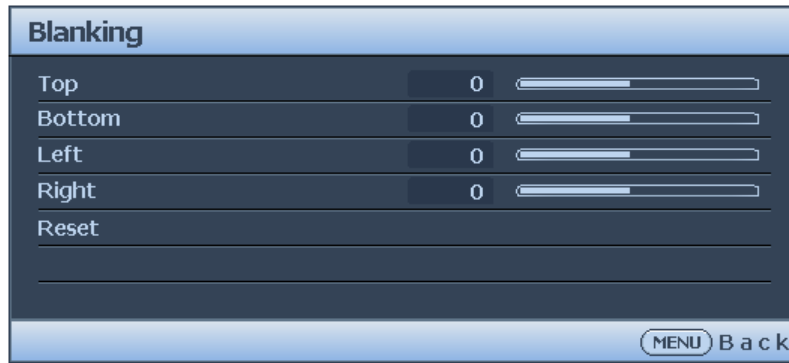 Blanking
Top 0
Bottom 0
Left 0
Right 0
Reset
MENU Back